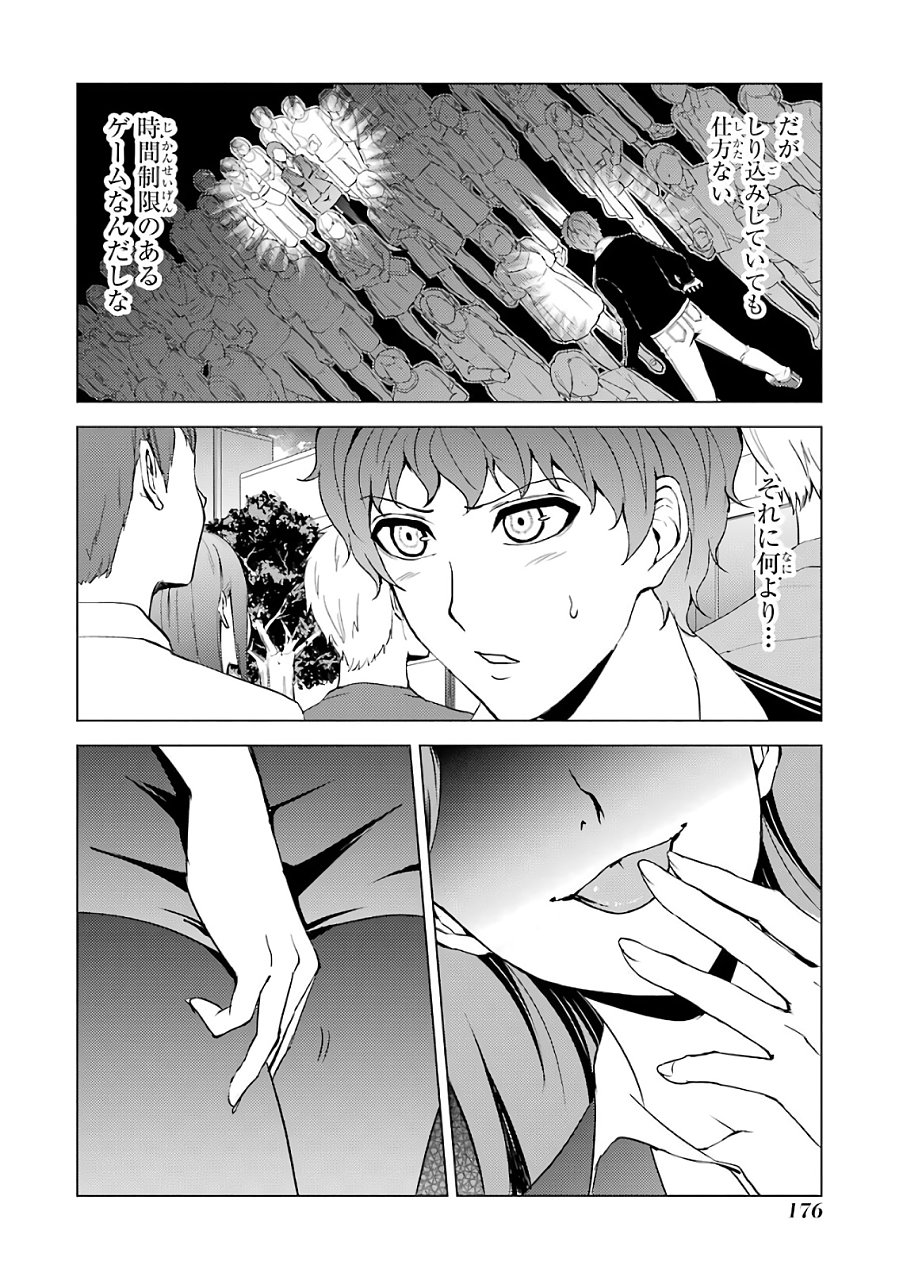 だが
しり込みしていても
仕方ない
時間制限のある
ゲームなんだしな
それに何より…
176